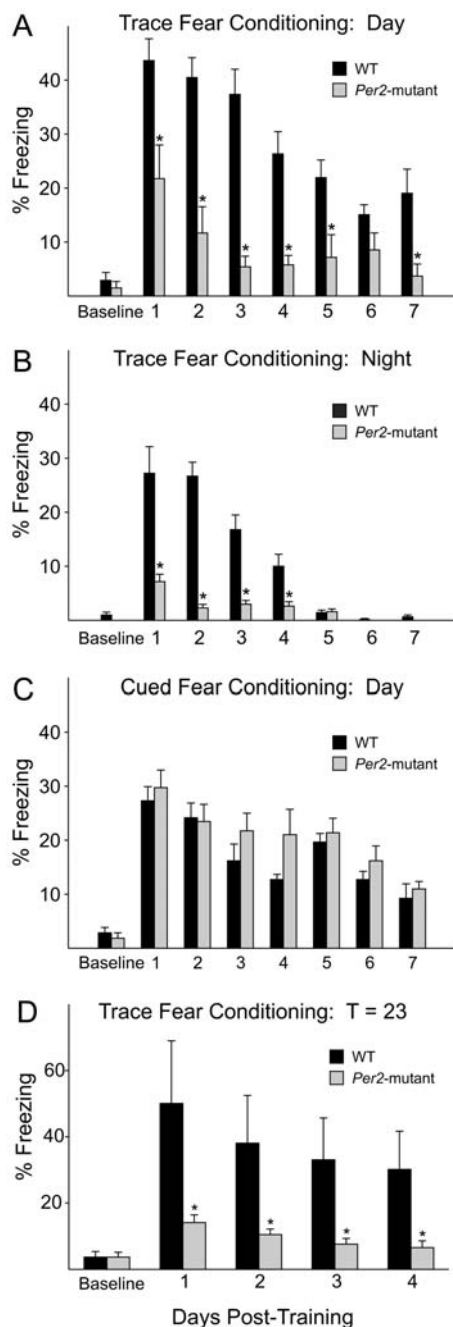 A Trace Fear Conditioning: Day
WT
Per2-mutant
% Freezing
40
30
20
10
* * * * * *
Baseline 1 2 3 4 5 6 7
B Trace Fear Conditioning: Night
WT
Per2-mutant
% Freezing
40
30
20
10
* * * *
Baseline 1 2 3 4 5 6 7
C Cued Fear Conditioning: Day
WT
Per2-mutant
% Freezing
40
30
20
10
Baseline 1 2 3 4 5 6 7
D Trace Fear Conditioning: T = 23
WT
Per2-mutant
% Freezing
60
40
20
* * * *
Baseline 1 2 3 4
Days Post-Training